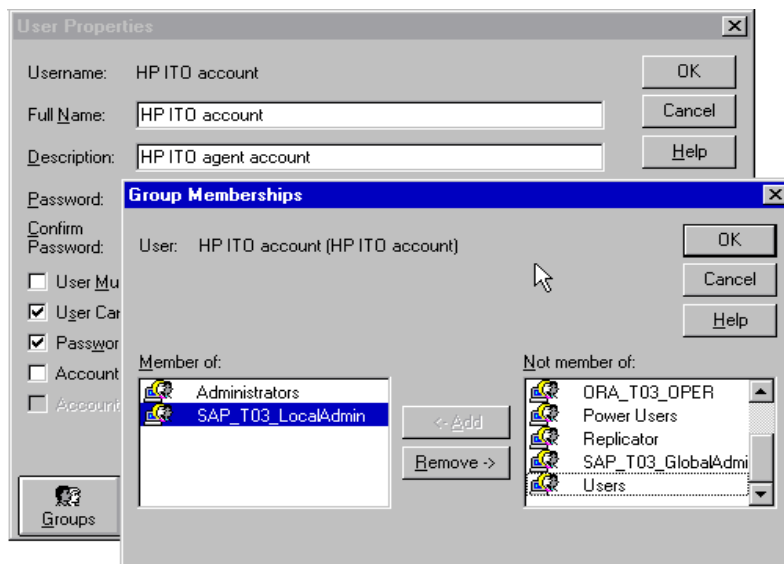 User Properties
Username: HP ITO account
OK
Full Name: HP ITO account
Cancel
Description: HP ITO agent account
Help
Password:
Confirm
Password:
User Mu
User Car
Passwor
Account
Account
Groups
Group Memberships
User: HP ITO account (HP ITO account)
OK
Cancel
Help
Member of:
Administrators
SAP_T03_LocalAdmin
<- Add
Remove ->
Not member of:
ORA_T03_OPER
Power Users
Replicator
SAP_T03_GlobalAdmi
Users